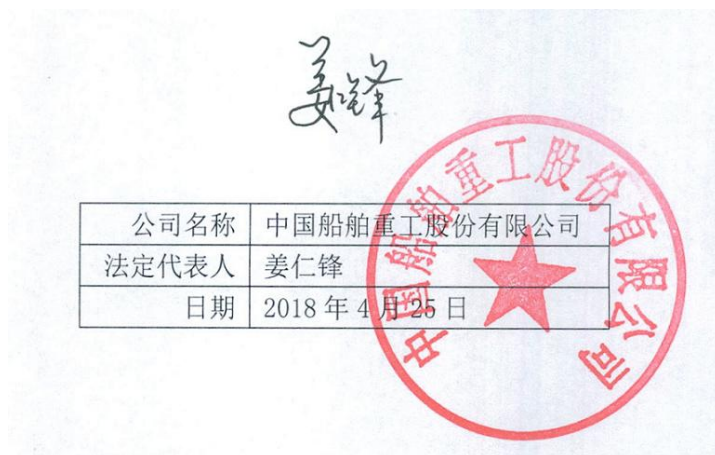 姜仁锋
公司名称 中国船舶重工股份有限公司
法定代表人 姜仁锋
日期 2018 年 4 月 25 日
中国船舶重工股份有限公司